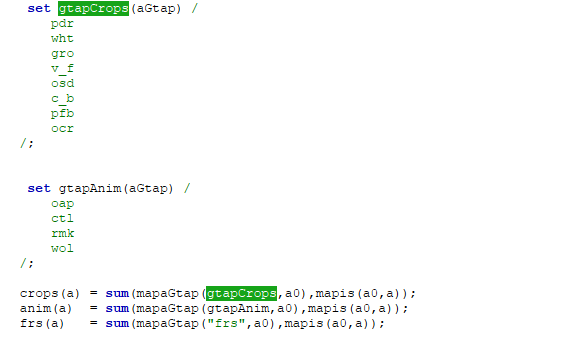 set gtapCrops(aGtap) /
pdr
wht
gro
v_f
osd
c_b
pfb
ocr
/;
set gtapAnim(aGtap) /
oap
ctl
rmk
wol
/;
crops(a) = sum(mapaGtap(gtapCrops,a0),mapis(a0,a));
anim(a) = sum(mapaGtap(gtapAnim,a0),mapis(a0,a));
frs(a) = sum(mapaGtap("frs",a0),mapis(a0,a));